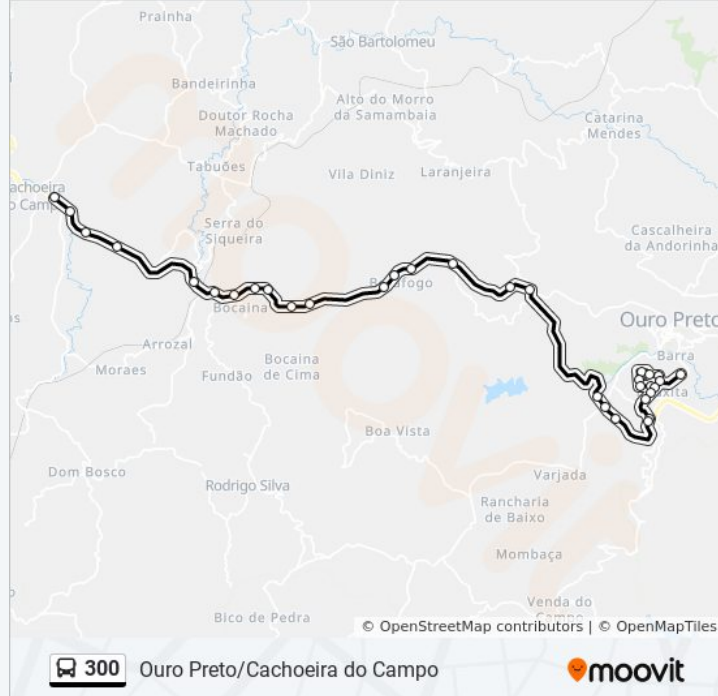 Prainha
São Bartolomeu
Bandeirinha
Alto do Morro
da Samambaia
Doutor Rocha
Machado
Catarina
Mendes
Tabuões
Vila Diniz
Laranjeira
achoeira
o Camp
Serra do
Siqueira
Cascalheira
da Andorinha
Bocaina
Ouro Preto
Barra
Arrozal
Bocaina
de Cima
Moraes
Fundão
Boa Vista
Dom Bosco
Rodrigo Silva
Varjada
Rancharia
de Baixo
Mombaça
Venda do
Bico de Pedra
© OpenStreetMap contributors | © OpenMapTiles
300 Ouro Preto/Cachoeira do Campo
moovit